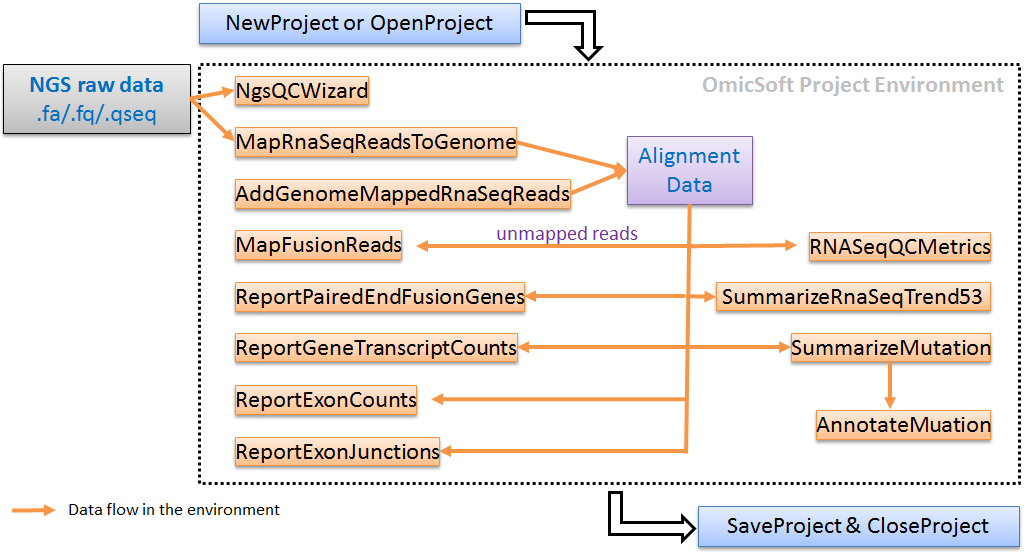 NewProject or OpenProject
NGS raw data
.fa/.fq/.qseq
OmicSoft Project Environment
NgsQCWizard
MapRnaSeqReadsToGenome
Alignment
Data
AddGenomeMappedRnaSeqReads
unmapped reads
MapFusionReads
RNASeqQCMetrics
ReportPairedEndFusionGenes
SummarizeRnaSeqTrend53
ReportGeneTranscriptCounts
SummarizeMutation
ReportExonCounts
AnnotateMuation
ReportExonJunctions
Data flow in the environment
SaveProject & CloseProject